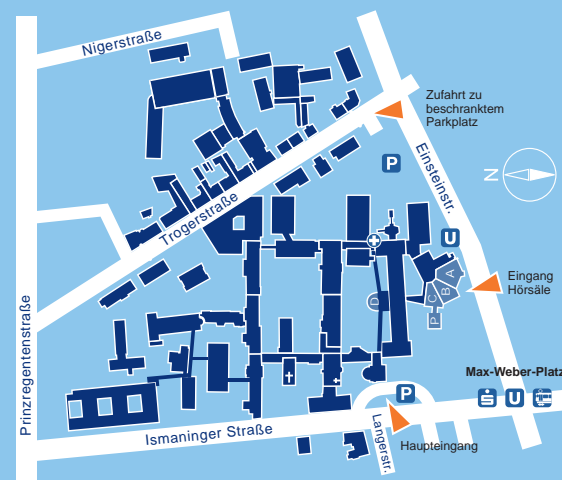 Nigerstraße
Zufahrt zu
beschranktem
Parkplatz
Einsteinstr.
P
N
Trogerstraße
U
Eingang
Hörsäle
A
B
C
P
D
Prinzregentenstraße
Max-Weber-Platz
S U
P
Ismaninger Straße
Langerstr.
Haupteingang